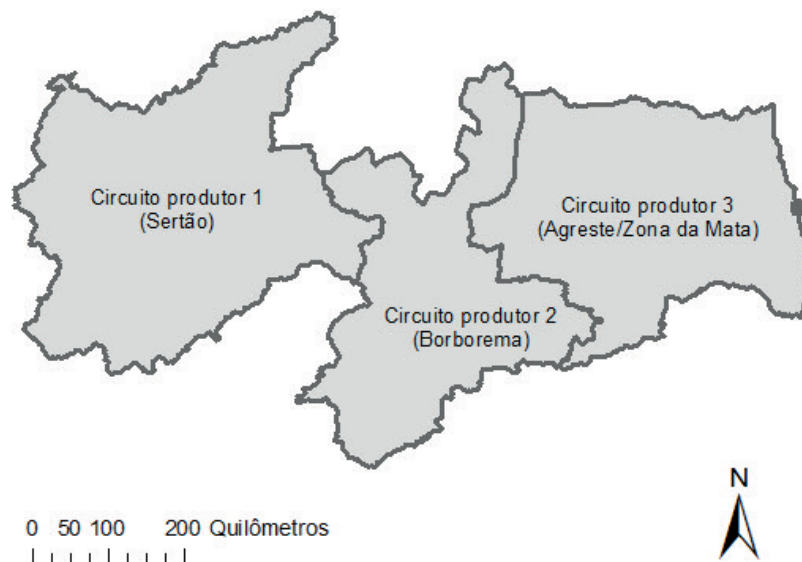 Circuito produtor 1
(Sertão)
Circuito produtor 3
(Agreste/Zona da Mata)
Circuito produtor 2
(Borborema)
N
0 50 100 200 Quilômetros